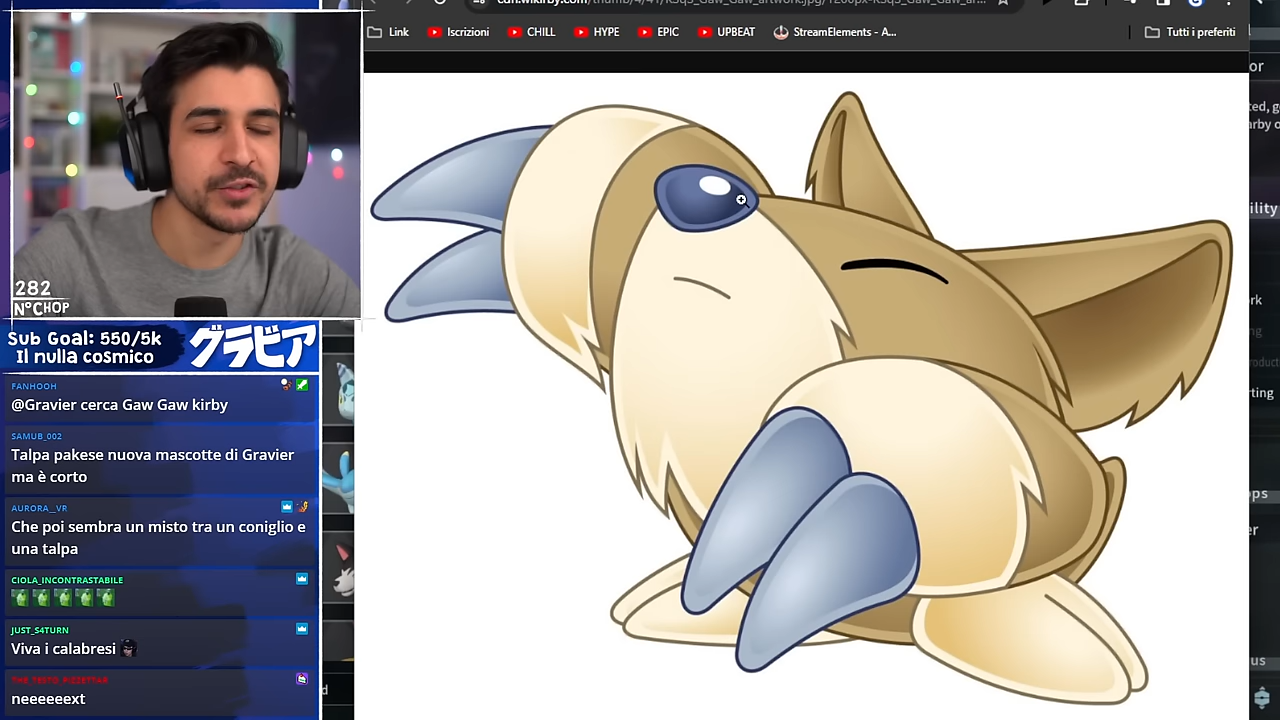 Link
Iscrizioni
CHILL
HYPE
EPIC
UPBEAT
StreamElements - A...
Tutti i preferiti
282
N°CHOP
Sub Goal: 550/5k
Il nulla cosmico
グラビア
FANHOOH
@Gravier cerca Gaw Gaw kirby
SAMUB_002
Talpa pakese nuova mascotte di Gravier
ma è corto
AURORA__VR
Che poi sembra un misto tra un coniglio e
una talpa
CIOLA_INCONTRASTABILE
JUST_S4TURN
Viva i calabresi
neeeeeext